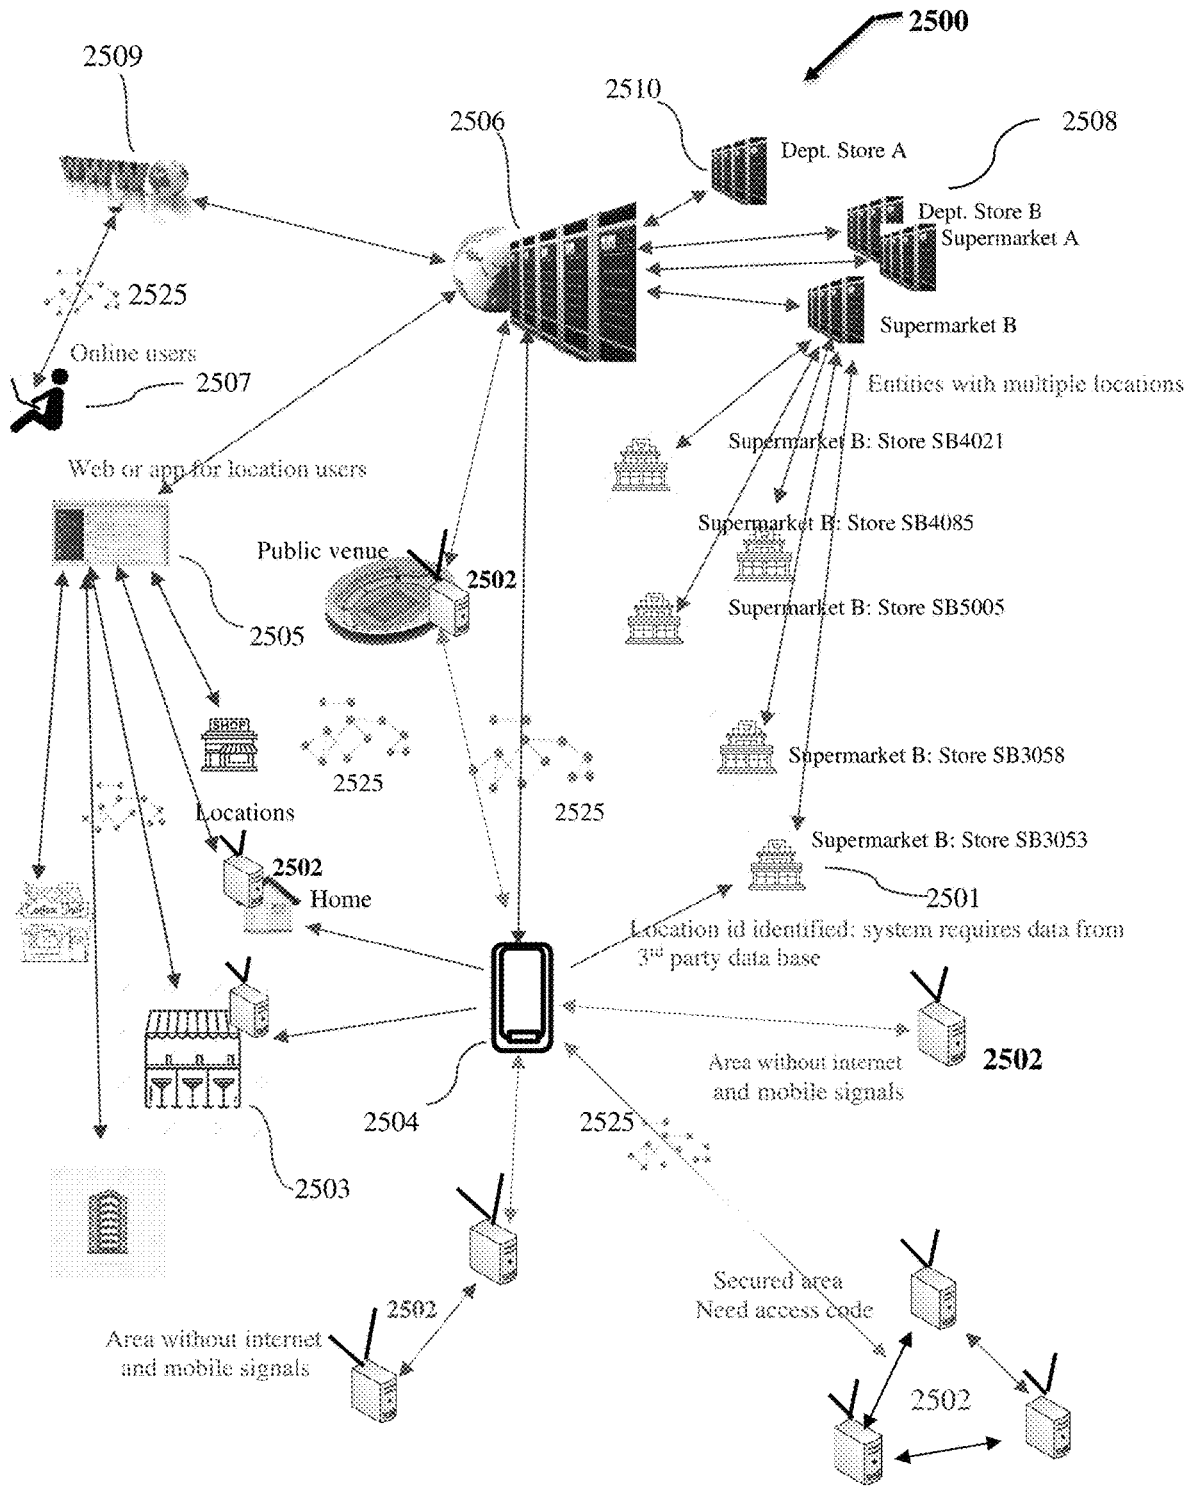 2500
2509
2510
2506
2508
Dept. Store A
Dept. Store B
Supermarket A
2525
Supermarket B
Online users
2507
Entities with multiple locations
Supermarket B: Store SB4021
Web or app for location users
Supermarket B: Store SB4085
Public venue
2502
Supermarket B: Store SB5005
2505
SHOP
2525
Supermarket B: Store SB3058
2525
Locations
Supermarket B: Store SB3053
2502
Home
2501
Location id identified: system requires data from
3rd party data base
Area without internet
and mobile signals
2502
2504
2525
2503
Secured area
Need access code
2502
Area without internet
and mobile signals
2502